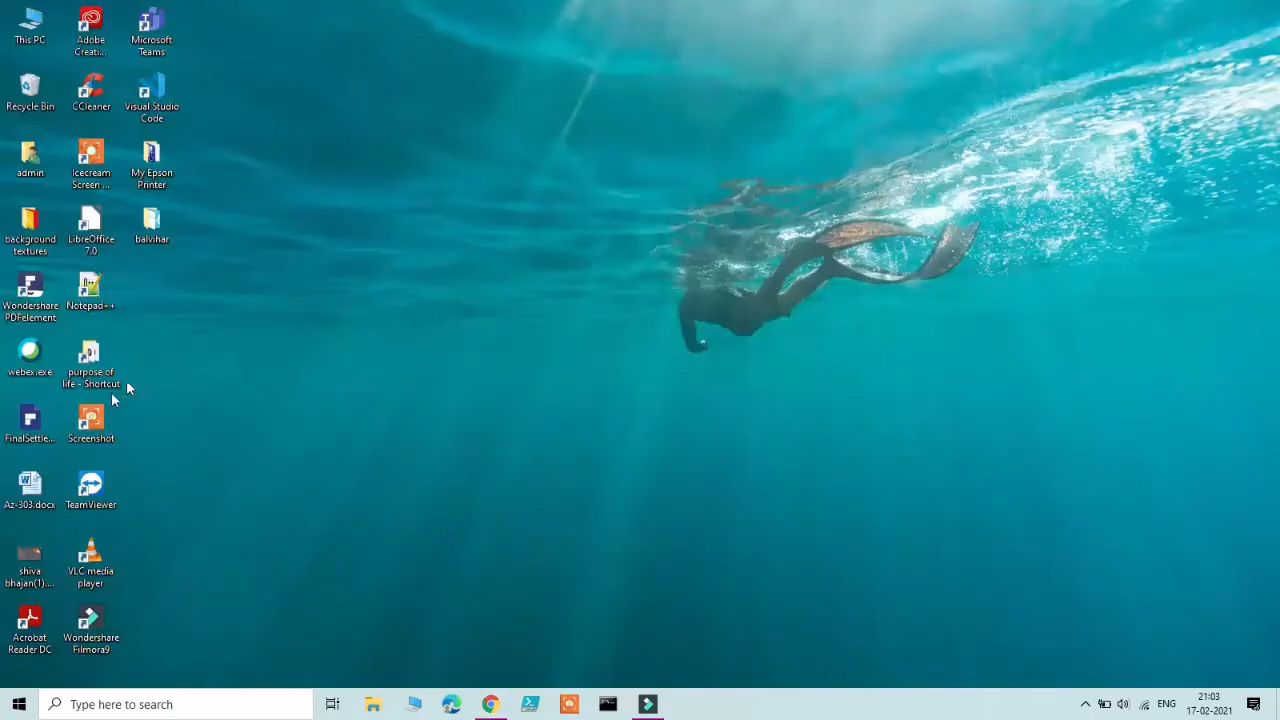 This PC
Adobe
Creati...
Microsoft
Teams
Recycle Bin
CCleaner
Visual Studio
Code
admin
Icecream
Screen ...
My Epson
Printer
background
textures
LibreOffice
7.0
balvihar
Wondershare
PDFelement
Notepad++
webex.exe
purpose of
life - Shortcut
FinalSettle...
Screenshot
Az-303.docx
TeamViewer
shiva
bhajan(1)....
VLC media
player
Acrobat
Reader DC
Wondershare
Filmora9
Type here to search
ENG
21:03
17-02-2021